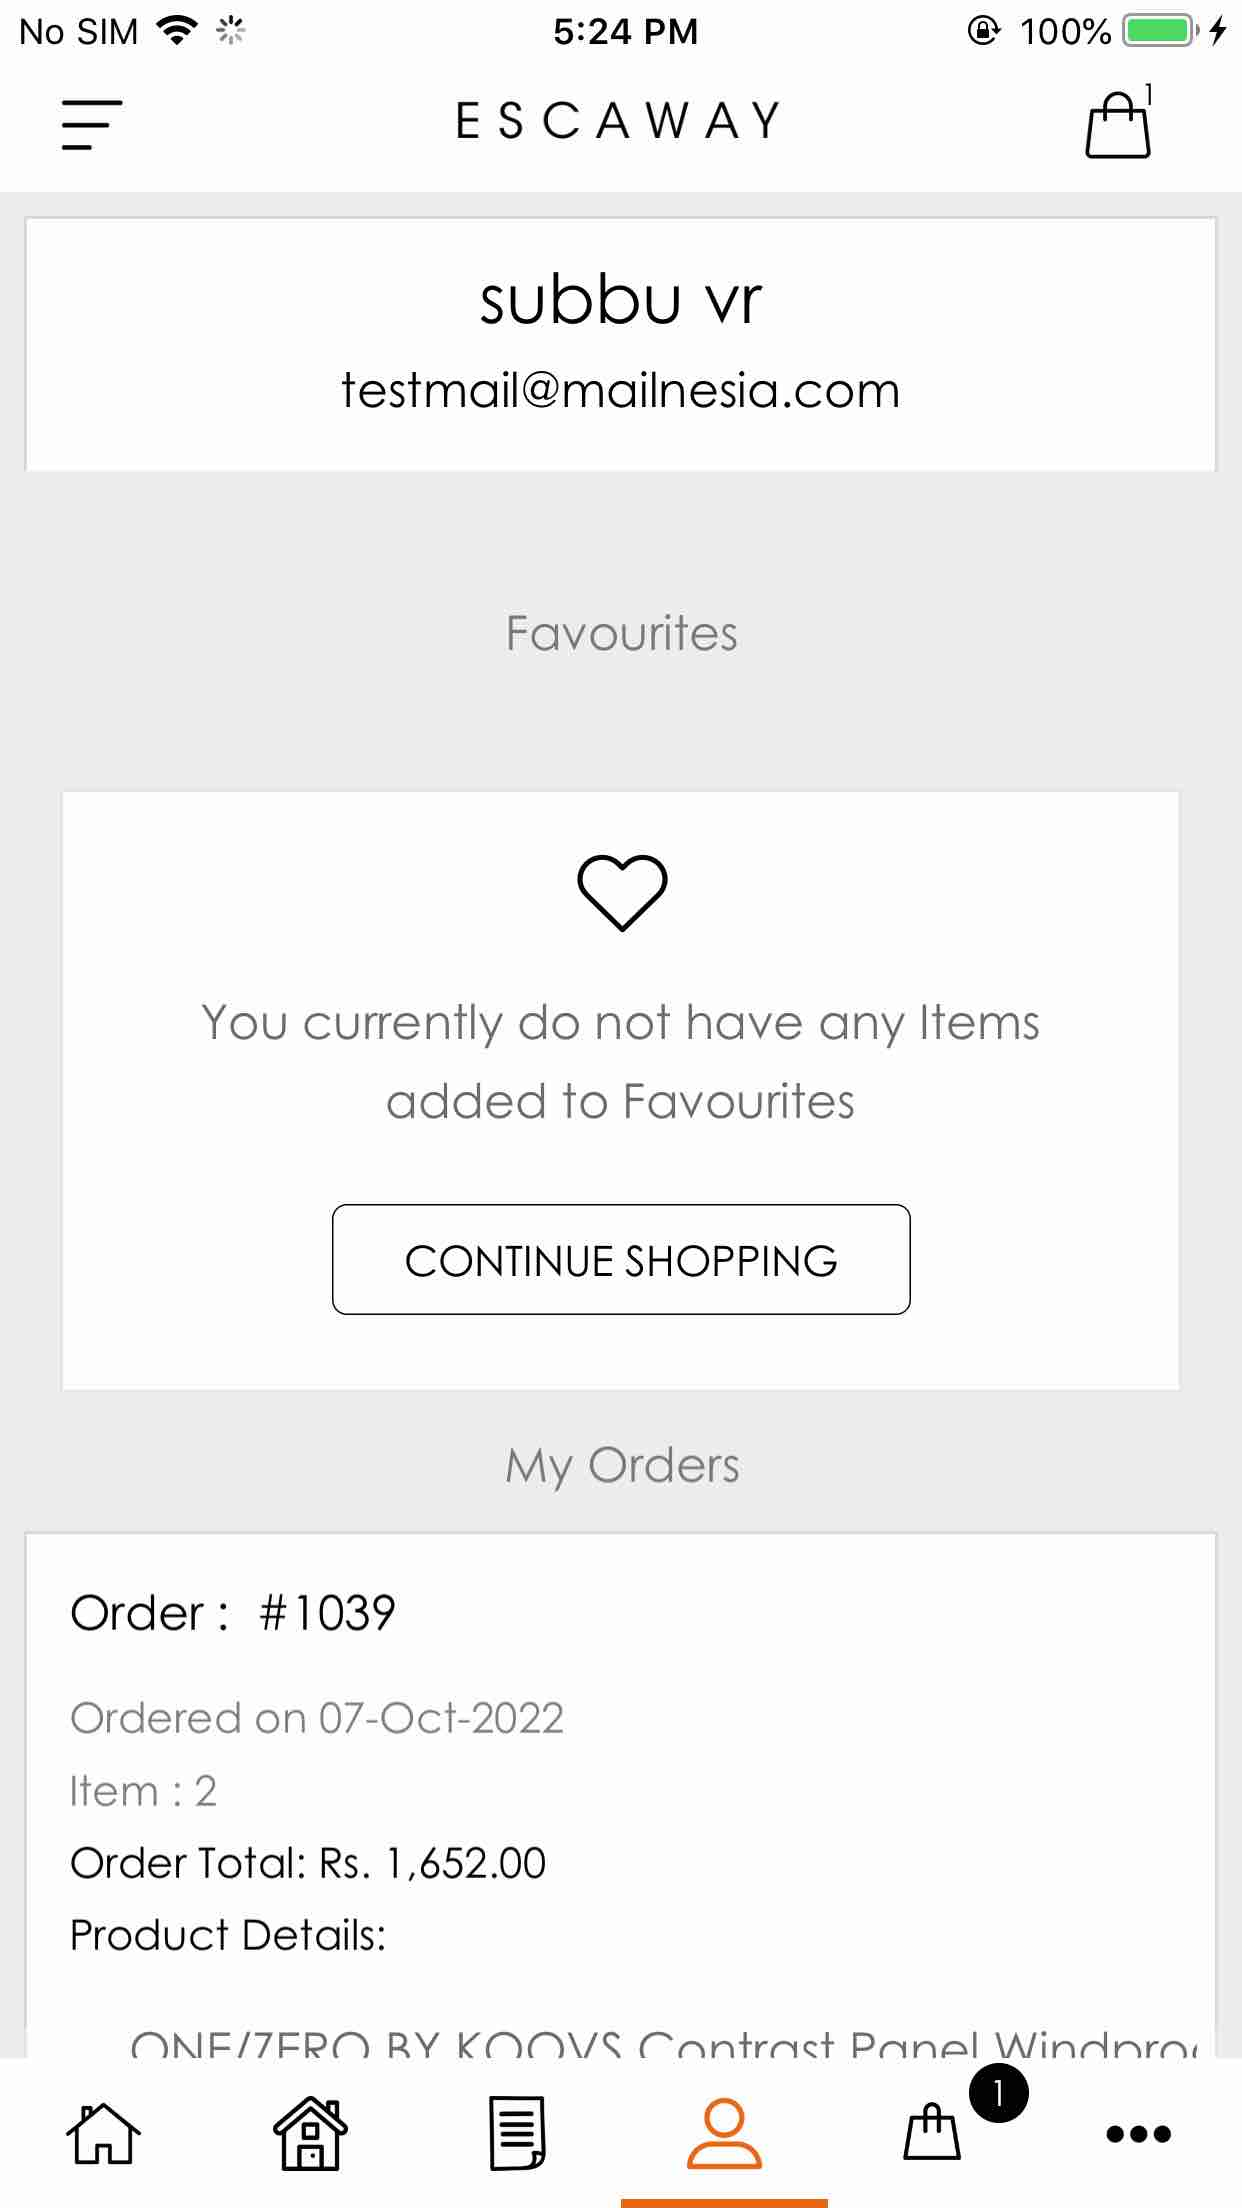 No SIM 5:24 PM 100%
ESCAWAY 1
subbu vr
testmail@mailnesia.com
Favourites
You currently do not have any Items
added to Favourites
CONTINUE SHOPPING
My Orders
Order : #1039
Ordered on 07-Oct-2022
Item : 2
Order Total: Rs. 1,652.00
Product Details:
ONE/ZERO BY KOOVS Contrast Panel
1